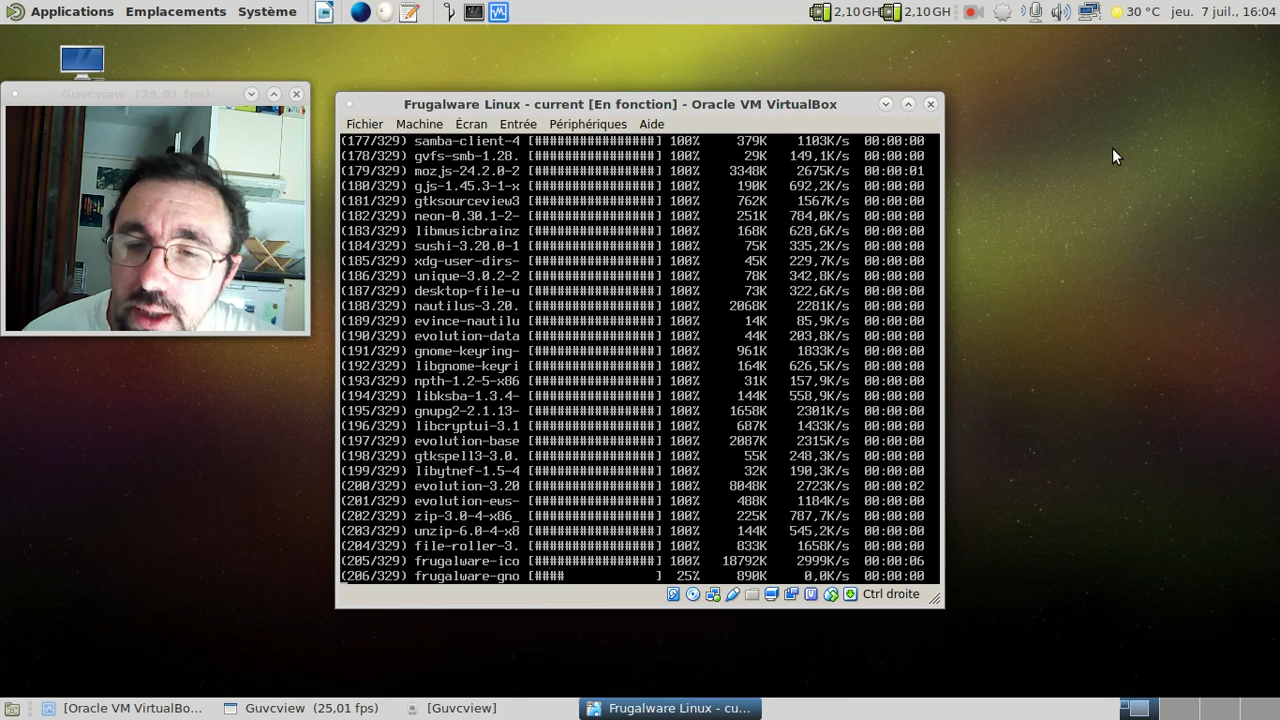 Applications Emplacements Système 2,10 GH 2,10 GH 30 °C jeu. 7 juil., 16:04
Guvcview (25,01 fps)
Frugalware Linux - current [En fonction] - Oracle VM VirtualBox
Fichier Machine Écran Entrée Périphériques Aide
(177/329) samba-client-4 [################] 100% 379K 1103K/s 00:00:00
(178/329) gvfs-smb-1.28. [################] 100% 29K 149,1K/s 00:00:00
(179/329) mozjs-24.2.0-2 [################] 100% 3348K 2675K/s 00:00:01
(180/329) gjs-1.45.3-1-x [################] 100% 190K 692,2K/s 00:00:00
(181/329) gtksourceview3 [################] 100% 762K 1567K/s 00:00:00
(182/329) neon-0.30.1-2- [################] 100% 251K 784,0K/s 00:00:00
(183/329) libmusicbrainz [################] 100% 168K 628,6K/s 00:00:00
(184/329) sushi-3.20.0-1 [################] 100% 75K 335,2K/s 00:00:00
(185/329) xdg-user-dirs- [################] 100% 45K 229,7K/s 00:00:00
(186/329) unique-3.0.2-2 [################] 100% 78K 342,8K/s 00:00:00
(187/329) desktop-file-u [################] 100% 73K 322,6K/s 00:00:00
(188/329) nautilus-3.20. [################] 100% 2068K 2281K/s 00:00:00
(189/329) evince-nautilu [################] 100% 14K 85,9K/s 00:00:00
(190/329) evolution-data [################] 100% 44K 203,8K/s 00:00:00
(191/329) gnome-keyring- [################] 100% 961K 1833K/s 00:00:00
(192/329) libgnome-keyri [################] 100% 164K 626,5K/s 00:00:00
(193/329) npth-1.2-5-x86 [################] 100% 31K 157,9K/s 00:00:00
(194/329) libksba-1.3.4- [################] 100% 144K 558,9K/s 00:00:00
(195/329) gnupg2-2.1.13- [################] 100% 1658K 2301K/s 00:00:00
(196/329) libcryptui-3.1 [################] 100% 687K 1433K/s 00:00:00
(197/329) evolution-base [################] 100% 2087K 2315K/s 00:00:00
(198/329) gtkspell3-3.0. [################] 100% 55K 248,3K/s 00:00:00
(199/329) libytnef-1.5-4 [################] 100% 32K 190,3K/s 00:00:00
(200/329) evolution-3.20 [################] 100% 8048K 2723K/s 00:00:02
(201/329) evolution-ews- [################] 100% 488K 1184K/s 00:00:00
(202/329) zip-3.0-4-x86_ [################] 100% 225K 787,7K/s 00:00:00
(203/329) unzip-6.0-4-x8 [################] 100% 144K 545,2K/s 00:00:00
(204/329) file-roller-3. [################] 100% 833K 1658K/s 00:00:00
(205/329) frugalware-ico [################] 100% 18792K 2999K/s 00:00:06
(206/329) frugalware-gno [#### ] 25% 890K 0,0K/s 00:00:00
Ctrl droite
[Oracle VM VirtualBo... Guvcview (25,01 fps) [Guvcview] Frugalware Linux - cu...